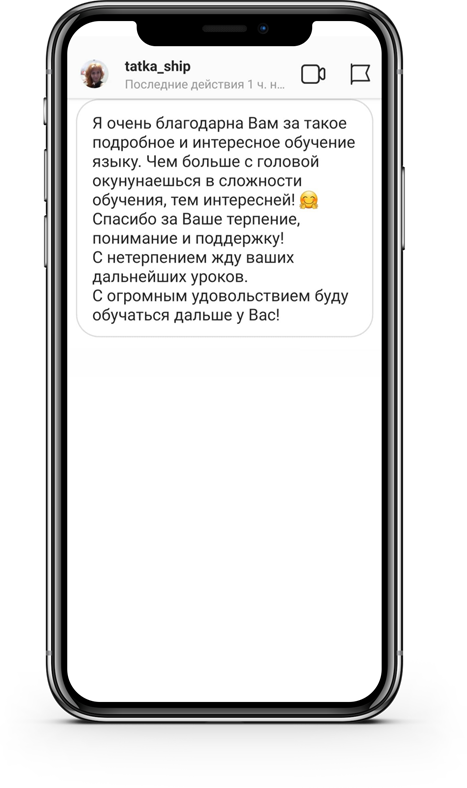 tatka_ship
Последние действия 1 ч. н...
Я очень благодарна Вам за такое
подробное и интересное обучение
языку. Чем больше с головой
окунунаешься в сложности
обучения, тем интересней! 🤗
Спасибо за Ваше терпение,
понимание и поддержку!
С нетерпением жду ваших
дальнейших уроков.
С огромным удовольствием буду
обучаться дальше у Вас!